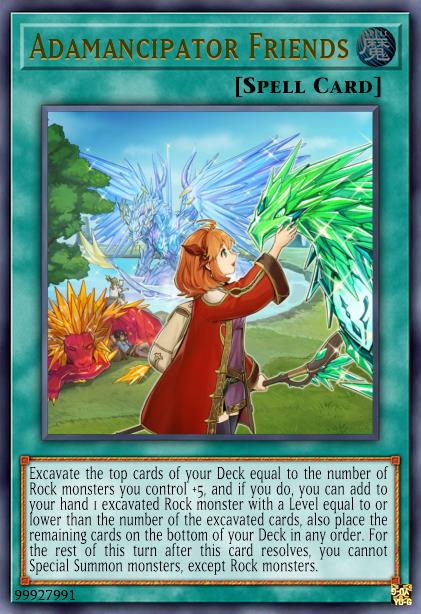 Adamancipator Friends
[Spell Card]
Excavate the top cards of your Deck equal to the number of
Rock monsters you control +5, and if you do, you can add to
your hand 1 excavated Rock monster with a Level equal to or
lower than the number of the excavated cards, also place the
remaining cards on the bottom of your Deck in any order. For
the rest of this turn after this card resolves, you cannot
Special Summon monsters, except Rock monsters.
99927991